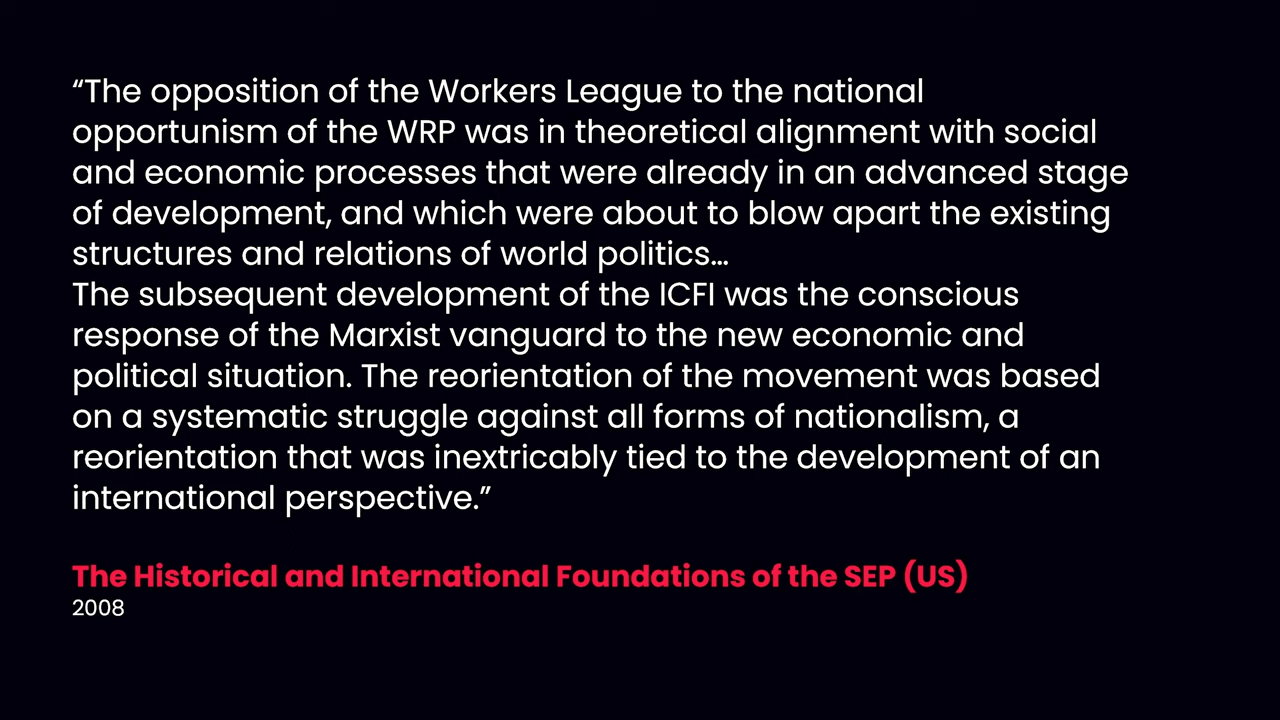 “The opposition of the Workers League to the national
opportunism of the WRP was in theoretical alignment with social
and economic processes that were already in an advanced stage
of development, and which were about to blow apart the existing
structures and relations of world politics…
The subsequent development of the ICFI was the conscious
response of the Marxist vanguard to the new economic and
political situation. The reorientation of the movement was based
on a systematic struggle against all forms of nationalism, a
reorientation that was inextricably tied to the development of an
international perspective.”
The Historical and International Foundations of the SEP (US)
2008